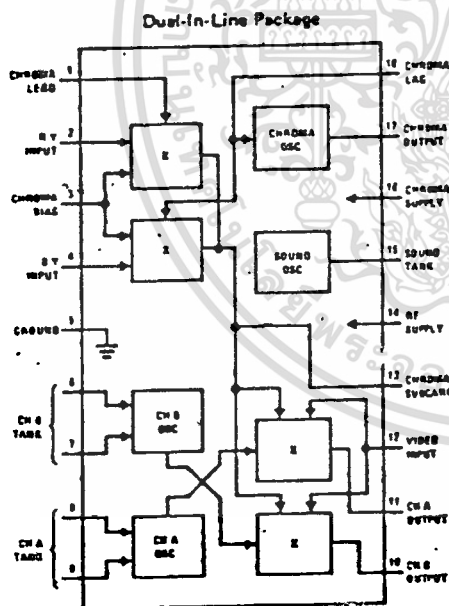 Dual-In-Line Package
1
CHROMA
LEAD
2
R Y
INPUT
3
CHROMA
BIAS
4
B Y
INPUT
5
GROUND
6
CH B
TANK
7
CH A
TANK
CHROMA
OSC
SOUND
OSC
CH B
OSC
CH A
OSC
Σ
Σ
Σ
Σ
18
CHROMA
LAG
17
CHROMA
OUTPUT
16
CHROMA
SUPPLY
15
SOUND
TANK
14
RF
SUPPLY
13
CHROMA
SUBCARR
12
VIDEO
INPUT
11
CH A
OUTPUT
10
CH B
OUTPUT